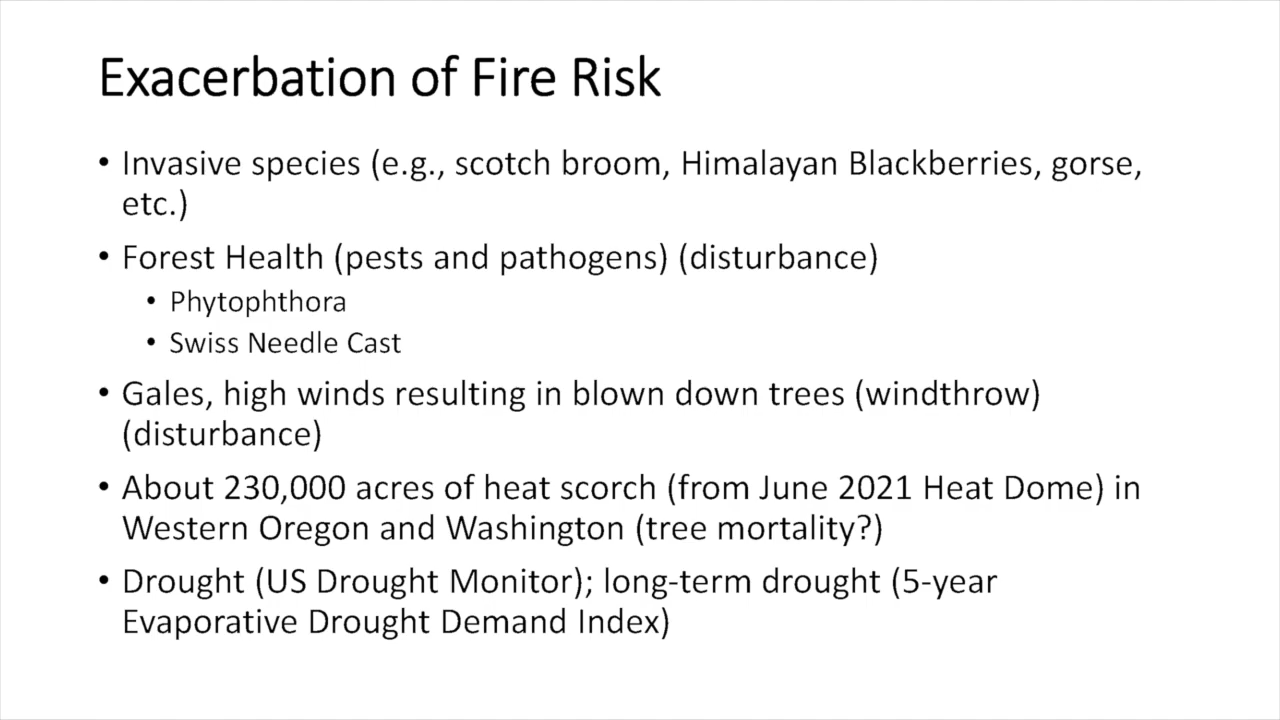 Exacerbation of Fire Risk
• Invasive species (e.g., scotch broom, Himalayan Blackberries, gorse,
etc.)
• Forest Health (pests and pathogens) (disturbance)
• Phytophthora
• Swiss Needle Cast
• Gales, high winds resulting in blown down trees (windthrow)
(disturbance)
• About 230,000 acres of heat scorch (from June 2021 Heat Dome) in
Western Oregon and Washington (tree mortality?)
• Drought (US Drought Monitor); long-term drought (5-year
Evaporative Drought Demand Index)